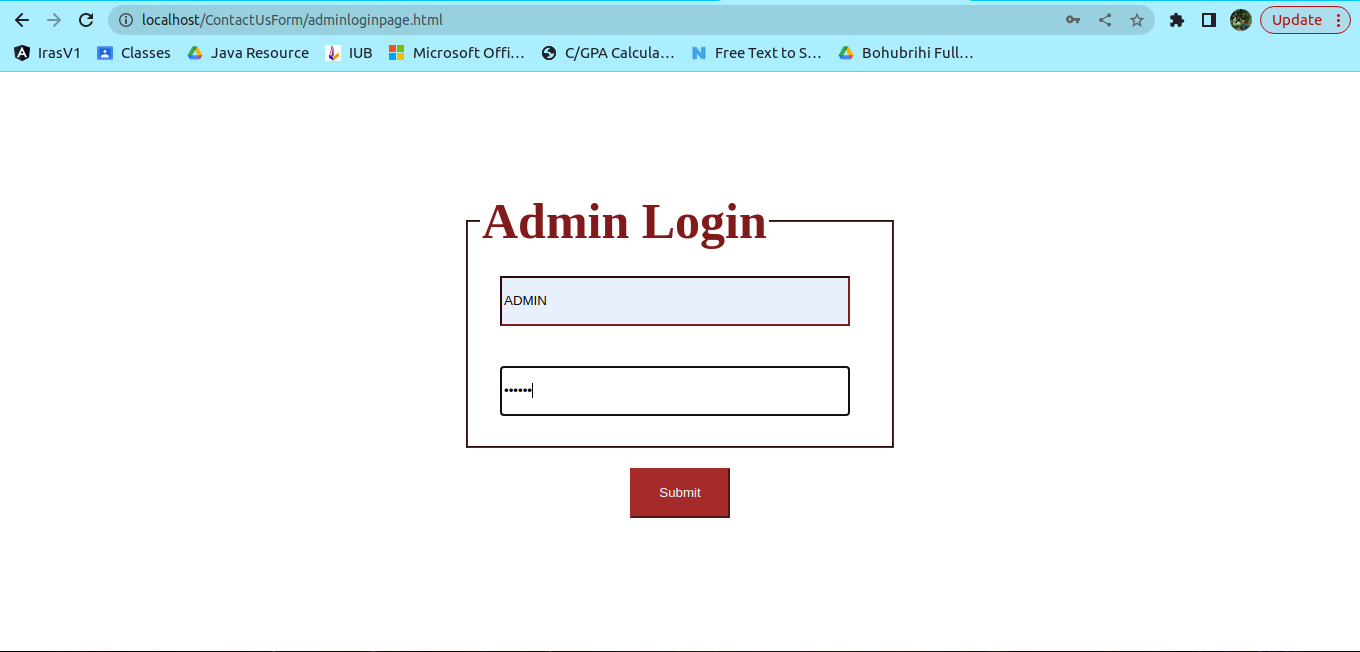 localhost/ContactUsForm/adminloginpage.html
Update
IrasV1 Classes Java Resource IUB Microsoft Offi... C/GPA Calcula... Free Text to S... Bohubrihi Full...
Admin Login
ADMIN
••••••
Submit